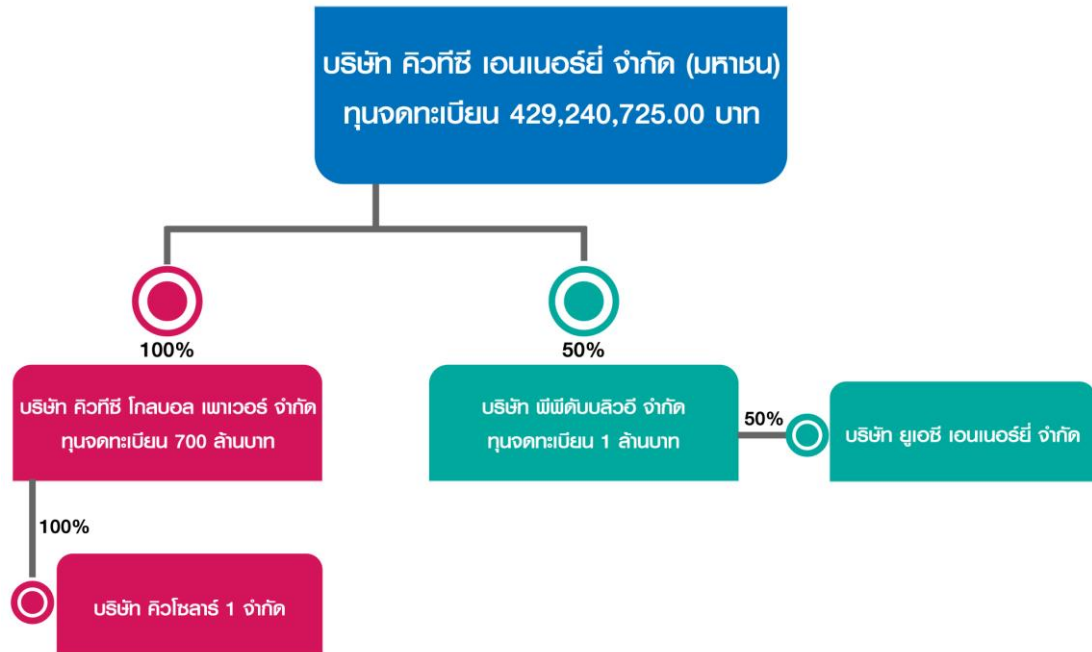 บริษัท คิวทีซี เอนเนอร์ยี่ จำกัด (มหาชน)
ทุนจดทะเบียน 429,240,725.00 บาท
100%
50%
บริษัท คิวทีซี โกลบอล เพาเวอร์ จำกัด
ทุนจดทะเบียน 700 ล้านบาท
บริษัท พีพีดับบลิวอี จำกัด
ทุนจดทะเบียน 1 ล้านบาท
50%
บริษัท ยูเอซี เอนเนอร์ยี่ จำกัด
100%
บริษัท คิวโซลาร์ 1 จำกัด